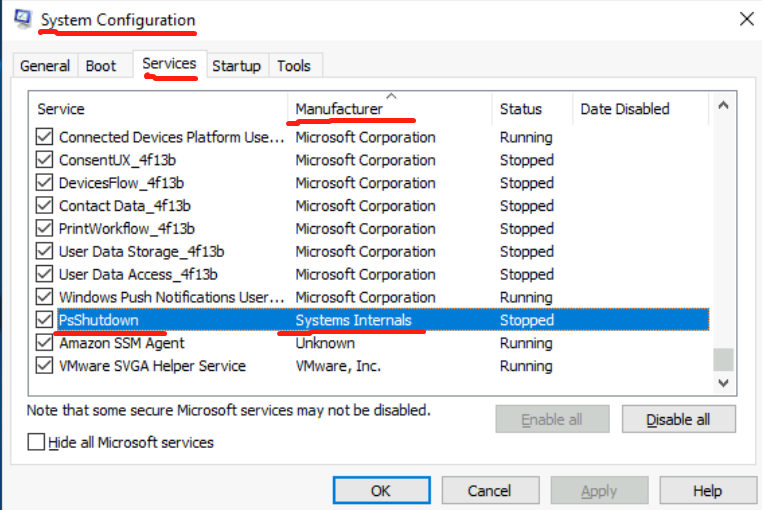 System Configuration
General Boot Services Startup Tools
Service Manufacturer Status Date Disabled
Connected Devices Platform Use... Microsoft Corporation Running
ConsentUX_4f13b Microsoft Corporation Stopped
DevicesFlow_4f13b Microsoft Corporation Stopped
Contact Data_4f13b Microsoft Corporation Stopped
PrintWorkflow_4f13b Microsoft Corporation Stopped
User Data Storage_4f13b Microsoft Corporation Stopped
User Data Access_4f13b Microsoft Corporation Stopped
Windows Push Notifications User... Microsoft Corporation Running
PsShutdown Systems Internals Stopped
Amazon SSM Agent Unknown Running
VMware SVGA Helper Service VMware, Inc. Running
Note that some secure Microsoft services may not be disabled.
Enable all Disable all
Hide all Microsoft services
OK Cancel Apply Help